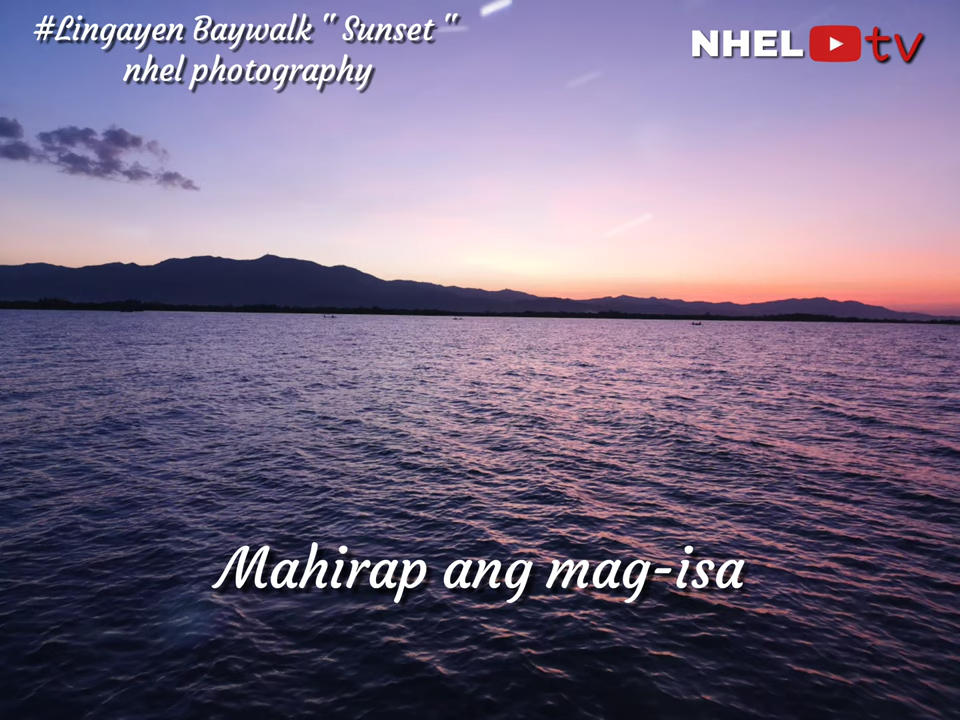 #Lingayen Baywalk " Sunset "
nhel photography
NHEL tv
Mahirap ang mag-isa